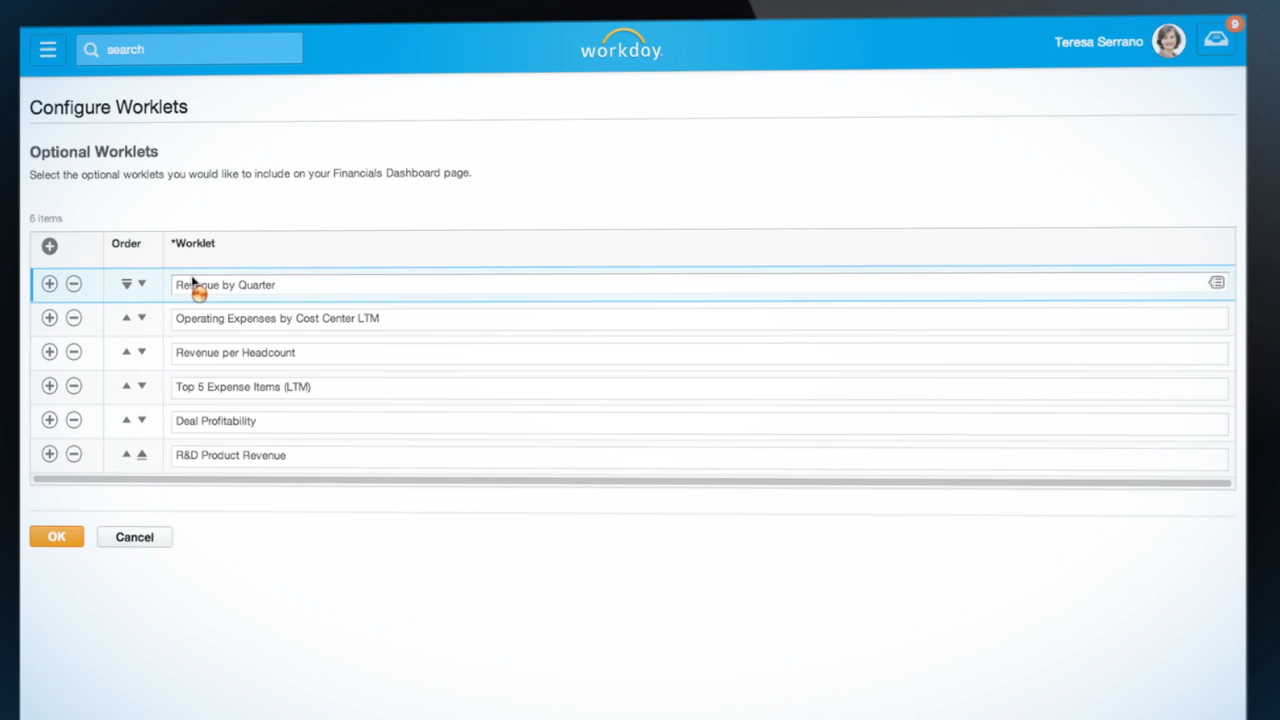 search
workday
Teresa Serrano
9
Configure Worklets
Optional Worklets
Select the optional worklets you would like to include on your Financials Dashboard page.
6 items
Order
*Worklet
Revenue by Quarter
Operating Expenses by Cost Center LTM
Revenue per Headcount
Top 5 Expense Items (LTM)
Deal Profitability
R&D Product Revenue
OK
Cancel